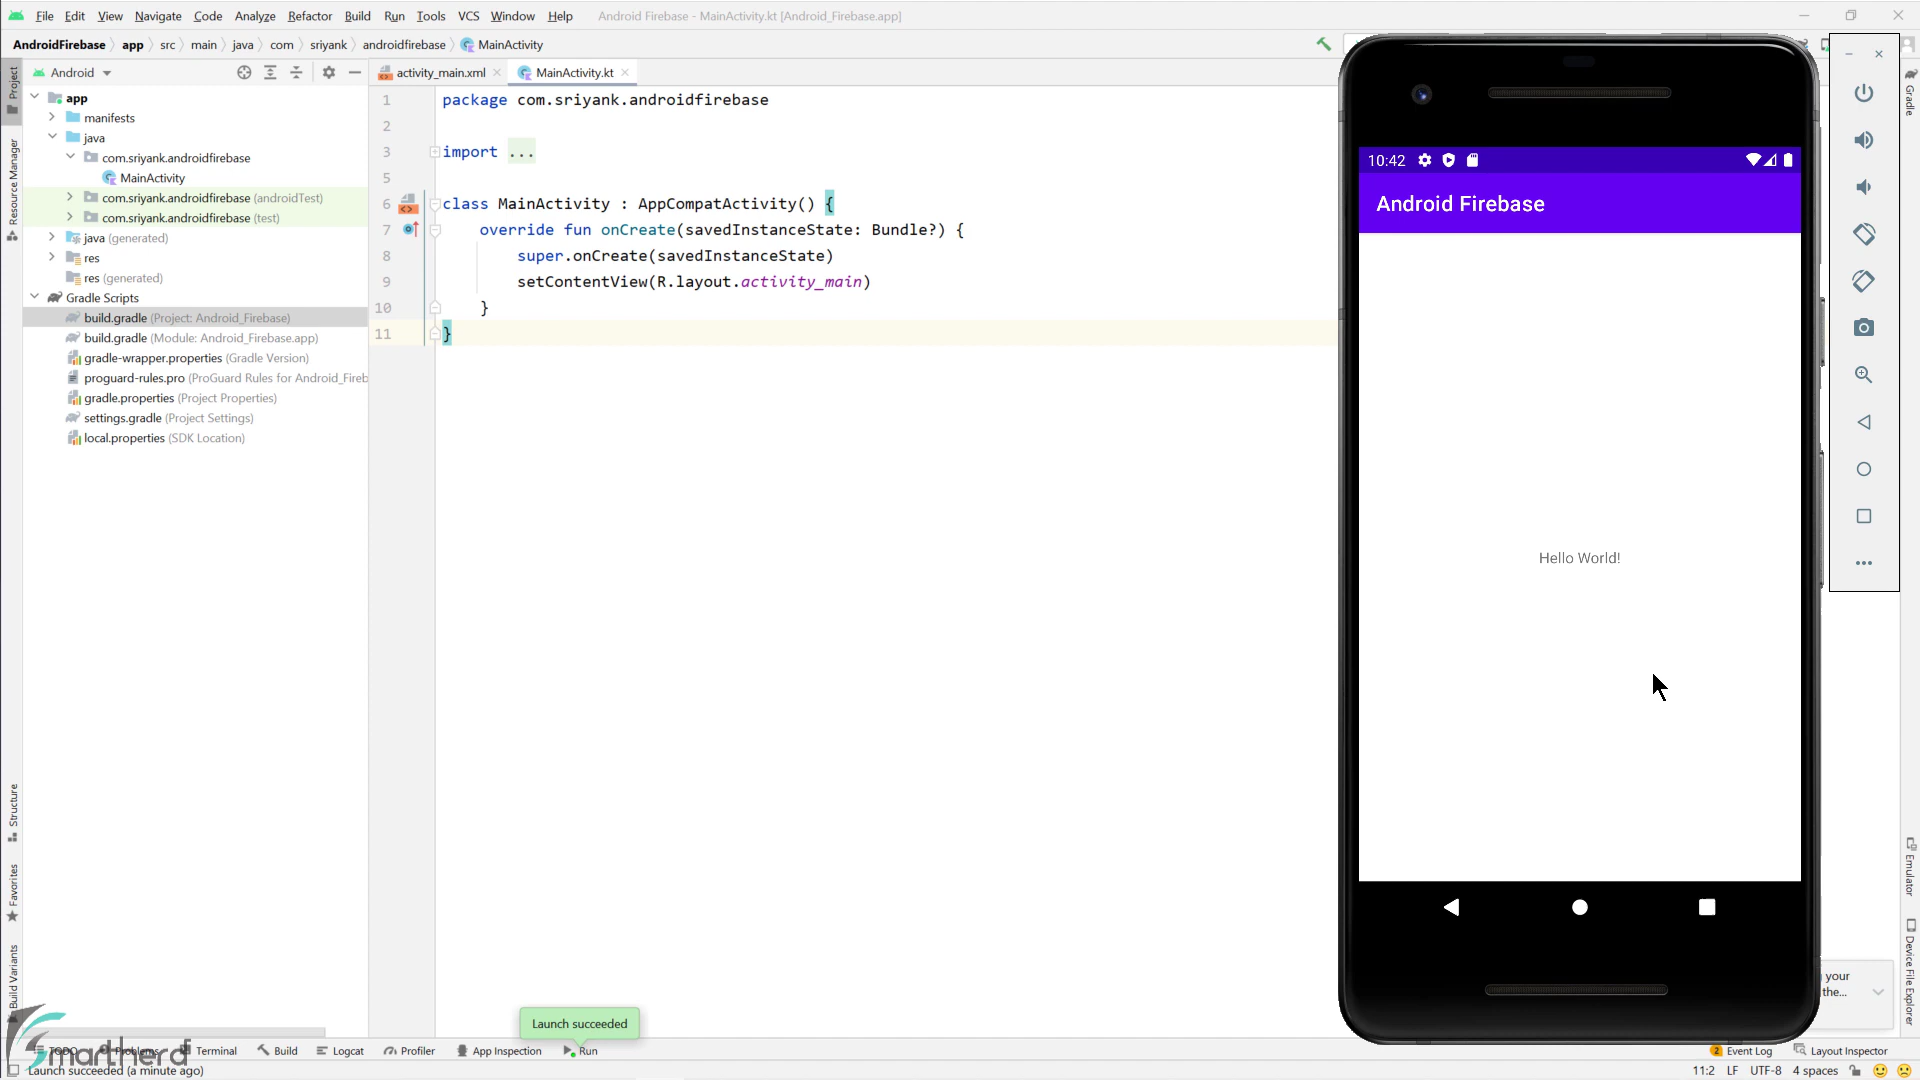 File Edit View Navigate Code Analyze Refactor Build Run Tools VCS Window Help Android Firebase - MainActivity.kt [Android_Firebase.app]
AndroidFirebase app src main java com sriyank androidfirebase MainActivity
Android
activity_main.xml MainActivity.kt
Project
Resource Manager
Structure
Favorites
Build Variants
app
manifests
java
com.sriyank.androidfirebase
MainActivity
com.sriyank.androidfirebase (androidTest)
com.sriyank.androidfirebase (test)
java (generated)
res
res (generated)
Gradle Scripts
build.gradle (Project: Android_Firebase)
build.gradle (Module: Android_Firebase.app)
gradle-wrapper.properties (Gradle Version)
proguard-rules.pro (ProGuard Rules for Android_Fireb
gradle.properties (Project Properties)
settings.gradle (Project Settings)
local.properties (SDK Location)
1 package com.sriyank.androidfirebase
2
3 import ...
5
6 class MainActivity : AppCompatActivity() {
7 override fun onCreate(savedInstanceState: Bundle?) {
8 super.onCreate(savedInstanceState)
9 setContentView(R.layout.activity_main)
10 }
11 }
10:42
Android Firebase
Hello World!
Gradle
Emulator
Device File Explorer
your
the...
Launch succeeded
TODO Problems Terminal Build Logcat Profiler App Inspection Run
2 Event Log Layout Inspector
smartherd
Launch succeeded (a minute ago)
11:2 LF UTF-8 4 spaces